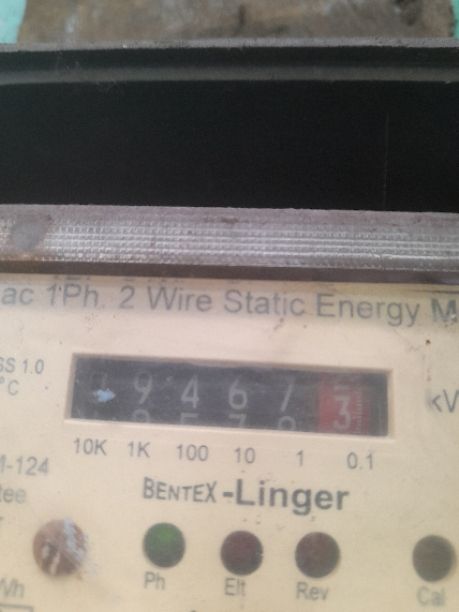 ac 1Ph. 2 Wire Static Energy M
SS 1.0
°C
9 4 6 7 3
kV
10K 1K 100 10 1 0.1
M-124
tee
BENTEX-Linger
Ph Elt Rev Cal
Wh